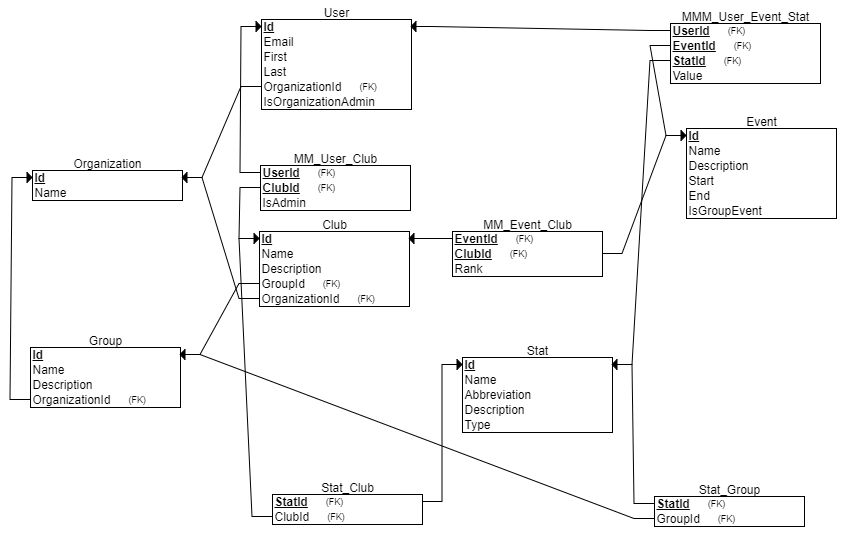 User
Id
Email
First
Last
OrganizationId (FK)
IsOrganizationAdmin
MMM_User_Event_Stat
UserId (FK)
EventId (FK)
StatId (FK)
Value
Event
Id
Name
Description
Start
End
IsGroupEvent
Organization
Id
Name
MM_User_Club
UserId (FK)
ClubId (FK)
IsAdmin
Club
Id
Name
Description
GroupId (FK)
OrganizationId (FK)
MM_Event_Club
EventId (FK)
ClubId (FK)
Rank
Group
Id
Name
Description
OrganizationId (FK)
Stat
Id
Name
Abbreviation
Description
Type
Stat_Club
StatId (FK)
ClubId (FK)
Stat_Group
StatId (FK)
GroupId (FK)